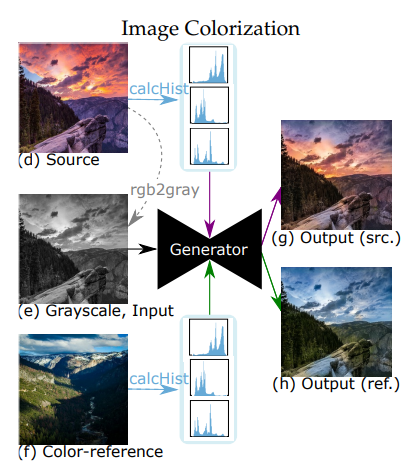 Image Colorization
calcHist
(d) Source
rgb2gray
Generator
(g) Output (src.)
(e) Grayscale, Input
calcHist
(h) Output (ref.)
(f) Color-reference